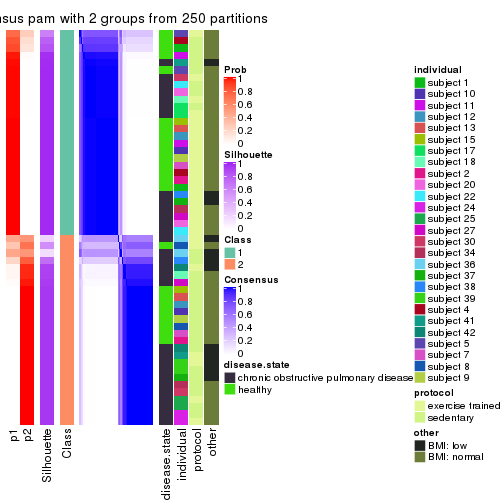 sus pam with 2 groups from 250 partitions
Prob
1
0.8
0.6
0.4
0.2
0
Silhouette
1
0.8
0.6
0.4
0.2
0
Class
1
2
Consensus
1
0.8
0.6
0.4
0.2
0
disease.state
chronic obstructive pulmonary disease
healthy
individual
subject 1
subject 10
subject 11
subject 12
subject 13
subject 15
subject 17
subject 18
subject 2
subject 20
subject 22
subject 24
subject 25
subject 27
subject 30
subject 34
subject 36
subject 37
subject 38
subject 39
subject 4
subject 41
subject 42
subject 5
subject 7
subject 8
subject 9
protocol
exercise trained
sedentary
other
BMI: low
BMI: normal
p1
p2
Silhouette
Class
disease.state
individual
protocol
other